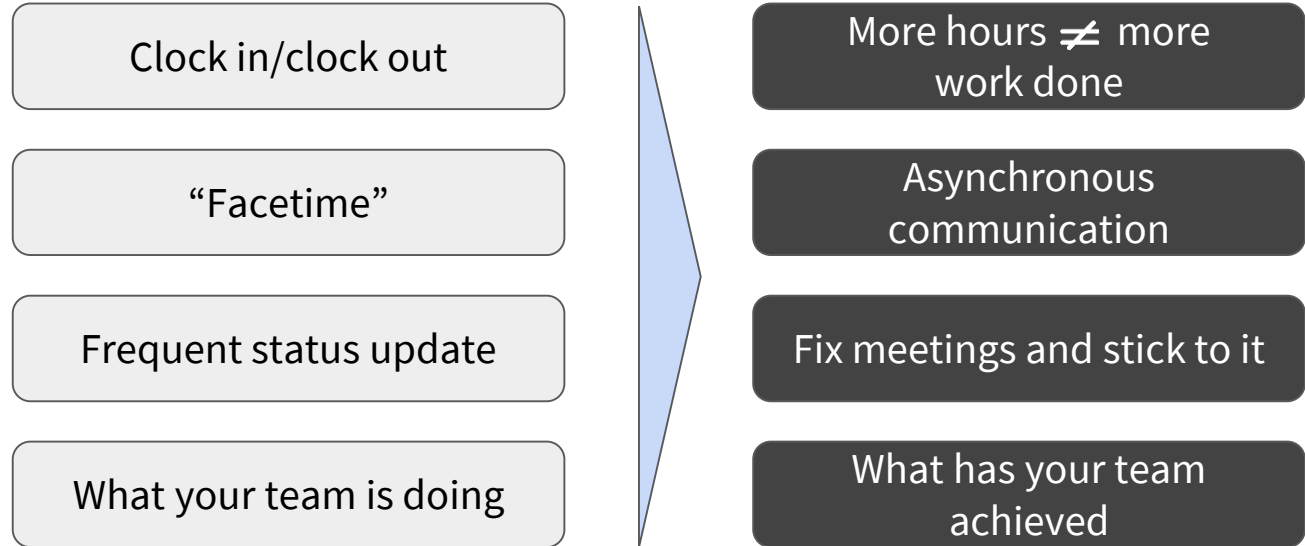 Clock in/clock out
More hours ≠ more
work done
“Facetime”
Asynchronous
communication
Frequent status update
Fix meetings and stick to it
What your team is doing
What has your team
achieved